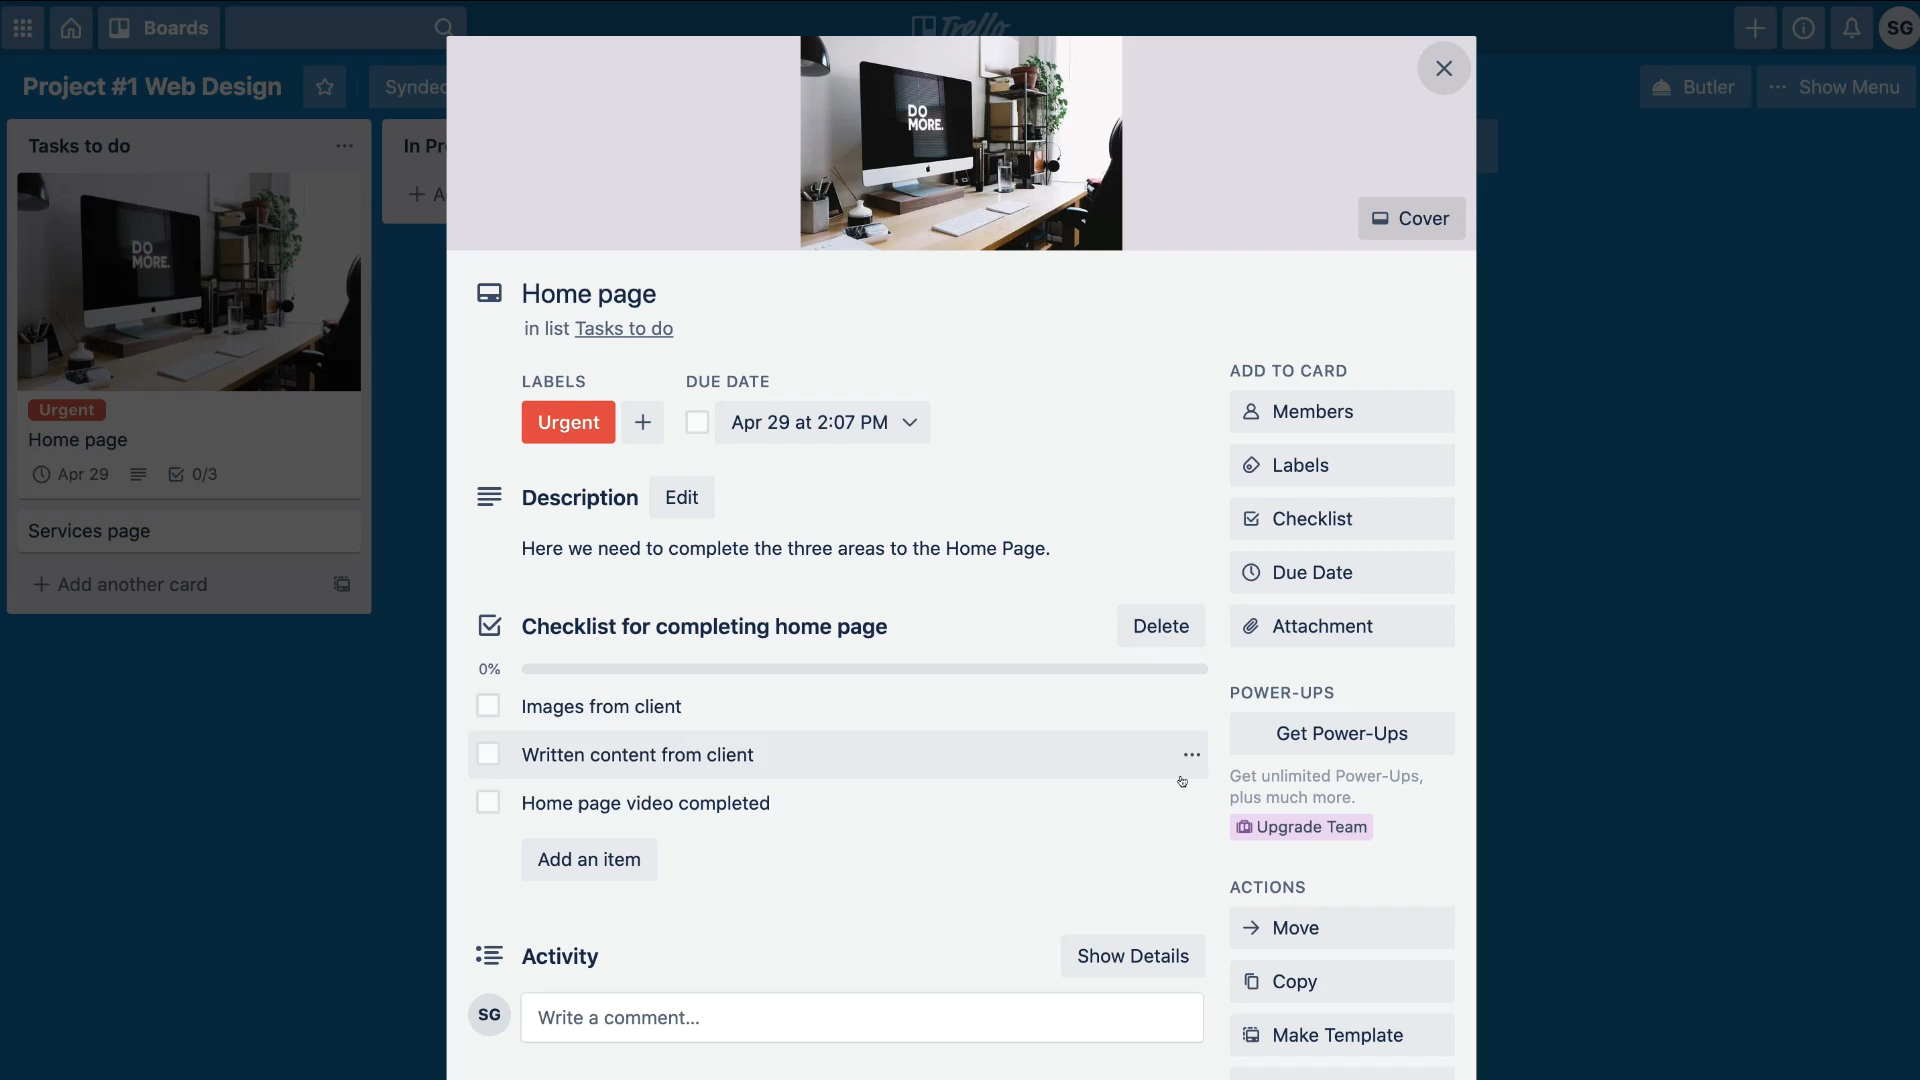 Boards
Trello
SG
Project #1 Web Design
Butler
Show Menu
Tasks to do
DO
MORE.
Urgent
Home page
Apr 29
0/3
Services page
Add another card
DO
MORE.
Cover
Home page
in list Tasks to do
LABELS
DUE DATE
Urgent
Apr 29 at 2:07 PM
Description
Edit
Here we need to complete the three areas to the Home Page.
Checklist for completing home page
Delete
0%
Images from client
Written content from client
Home page video completed
Add an item
Activity
Show Details
SG
Write a comment...
ADD TO CARD
Members
Labels
Checklist
Due Date
Attachment
POWER-UPS
Get Power-Ups
Get unlimited Power-Ups,
plus much more.
Upgrade Team
ACTIONS
Move
Copy
Make Template